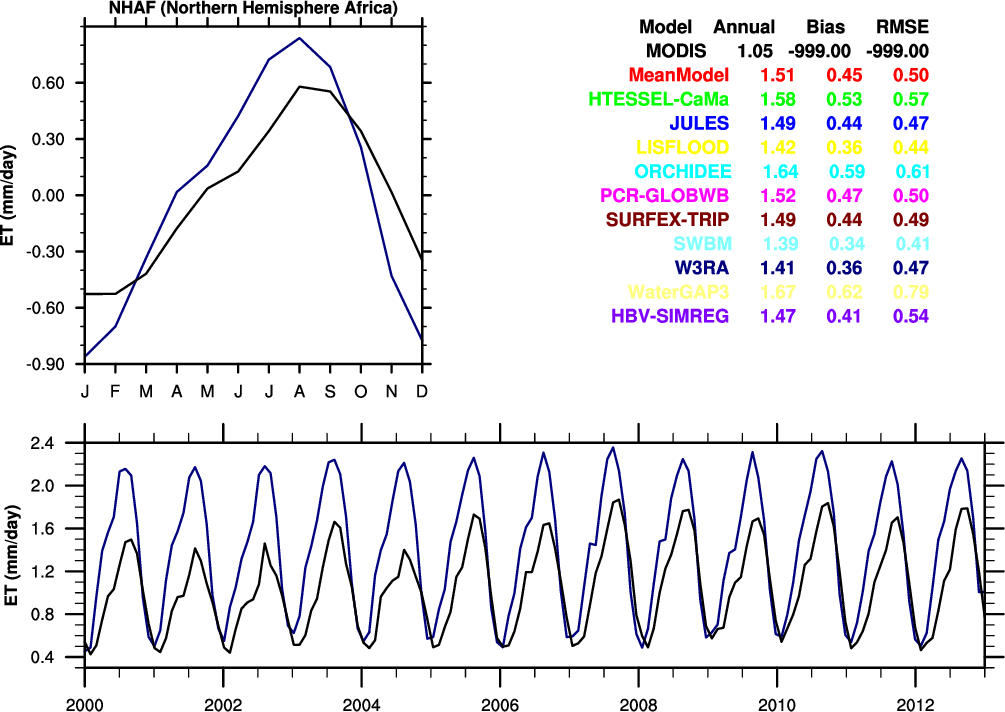 NHAF (Northern Hemisphere Africa)
ET (mm/day)
0.60
0.30
0.00
-0.30
-0.60
-0.90
J F M A M J J A S O N D
Model Annual Bias RMSE
MODIS 1.05 -999.00 -999.00
MeanModel 1.51 0.45 0.50
HTESSEL-CaMa 1.58 0.53 0.57
JULES 1.49 0.44 0.47
LISFLOOD 1.42 0.36 0.44
ORCHIDEE 1.64 0.59 0.61
PCR-GLOBWB 1.52 0.47 0.50
SURFEX-TRIP 1.49 0.44 0.49
SWBM 1.39 0.34 0.41
W3RA 1.41 0.36 0.47
WaterGAP3 1.67 0.62 0.79
HBV-SIMREG 1.47 0.41 0.54
ET (mm/day)
2.4
2.0
1.6
1.2
0.8
0.4
2000 2002 2004 2006 2008 2010 2012